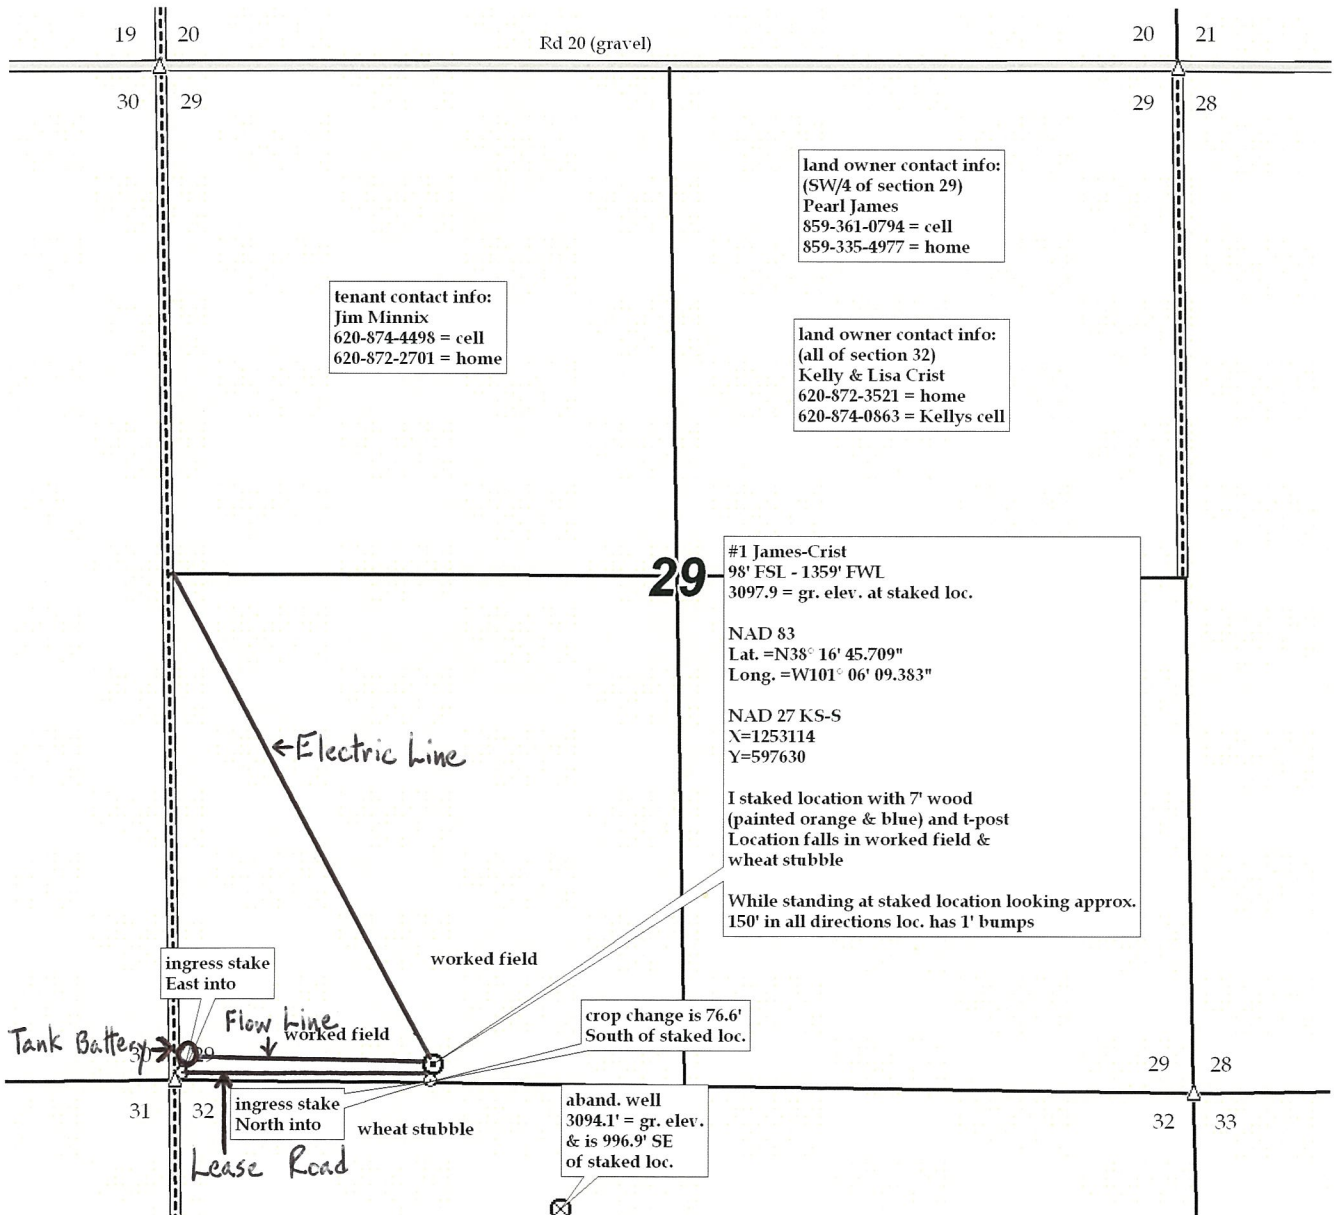 19
20
Rd 20 (gravel)
20
21
30
29
29
28
land owner contact info:
(SW/4 of section 29)
Pearl James
859-361-0794 = cell
859-335-4977 = home
tenant contact info:
Jim Minnix
620-874-4498 = cell
620-872-2701 = home
land owner contact info:
(all of section 32)
Kelly & Lisa Crist
620-872-3521 = home
620-874-0863 = Kellys cell
29
#1 James-Crist
98' FSL - 1359' FWL
3097.9 = gr. elev. at staked loc.
NAD 83
Lat. =N38° 16' 45.709"
Long. =W101° 06' 09.383"
NAD 27 KS-S
X=1253114
Y=597630
I staked location with 7' wood
(painted orange & blue) and t-post
Location falls in worked field &
wheat stubble
While standing at staked location looking approx.
150' in all directions loc. has 1' bumps
←Electric Line
worked field
ingress stake
East into
crop change is 76.6'
South of staked loc.
Flow Line
worked field
Tank Battery
30
29
29
28
31
32
ingress stake
North into
wheat stubble
Lease Road
aband. well
3094.1' = gr. elev.
& is 996.9' SE
of staked loc.
32
33